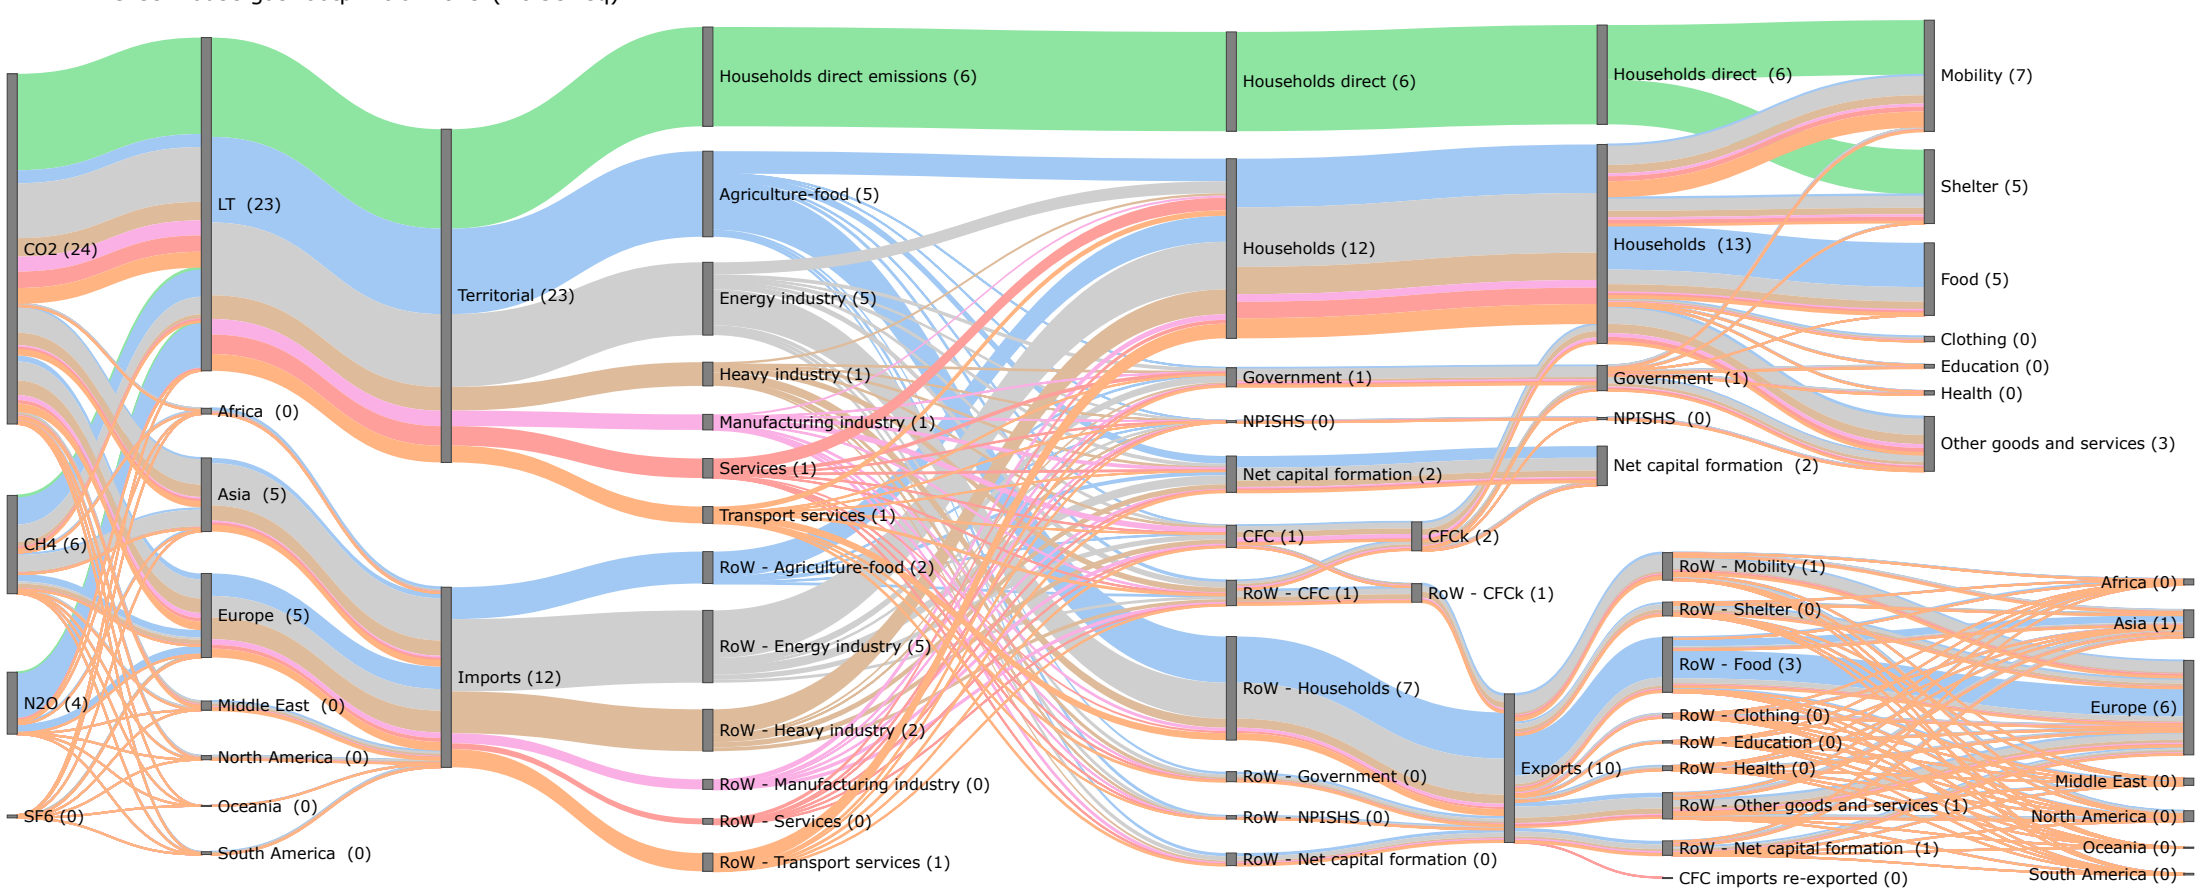 CO2 (24)
CH4 (6)
N2O (4)
SF6 (0)
LT  (23)
Africa  (0)
Asia  (5)
Europe  (5)
Middle East  (0)
North America  (0)
Oceania  (0)
South America  (0)
Territorial (23)
Imports (12)
Households direct emissions (6)
Agriculture-food (5)
Energy industry (5)
Heavy industry (1)
Manufacturing industry (1)
Services (1)
Transport services (1)
RoW - Agriculture-food (2)
RoW - Energy industry (5)
RoW - Heavy industry (2)
RoW - Manufacturing industry (0)
RoW - Services (0)
RoW - Transport services (1)
Households direct (6)
Households (12)
Government (1)
NPISHS (0)
Net capital formation (2)
CFC (1)
RoW - CFC (1)
RoW - Households (7)
RoW - Government (0)
RoW - NPISHS (0)
RoW - Net capital formation (0)
CFCk (2)
RoW - CFCk (1)
Exports (10)
Households direct  (6)
Households  (13)
Government  (1)
NPISHS  (0)
Net capital formation  (2)
RoW - Mobility (1)
RoW - Shelter (0)
RoW - Food (3)
RoW - Clothing (0)
RoW - Education (0)
RoW - Health (0)
RoW - Other goods and services (1)
RoW - Net capital formation  (1)
CFC imports re-exported (0)
Mobility (7)
Shelter (5)
Food (5)
Clothing (0)
Education (0)
Health (0)
Other goods and services (3)
Africa (0)
Asia (1)
Europe (6)
Middle East (0)
North America (0)
Oceania (0)
South America (0)